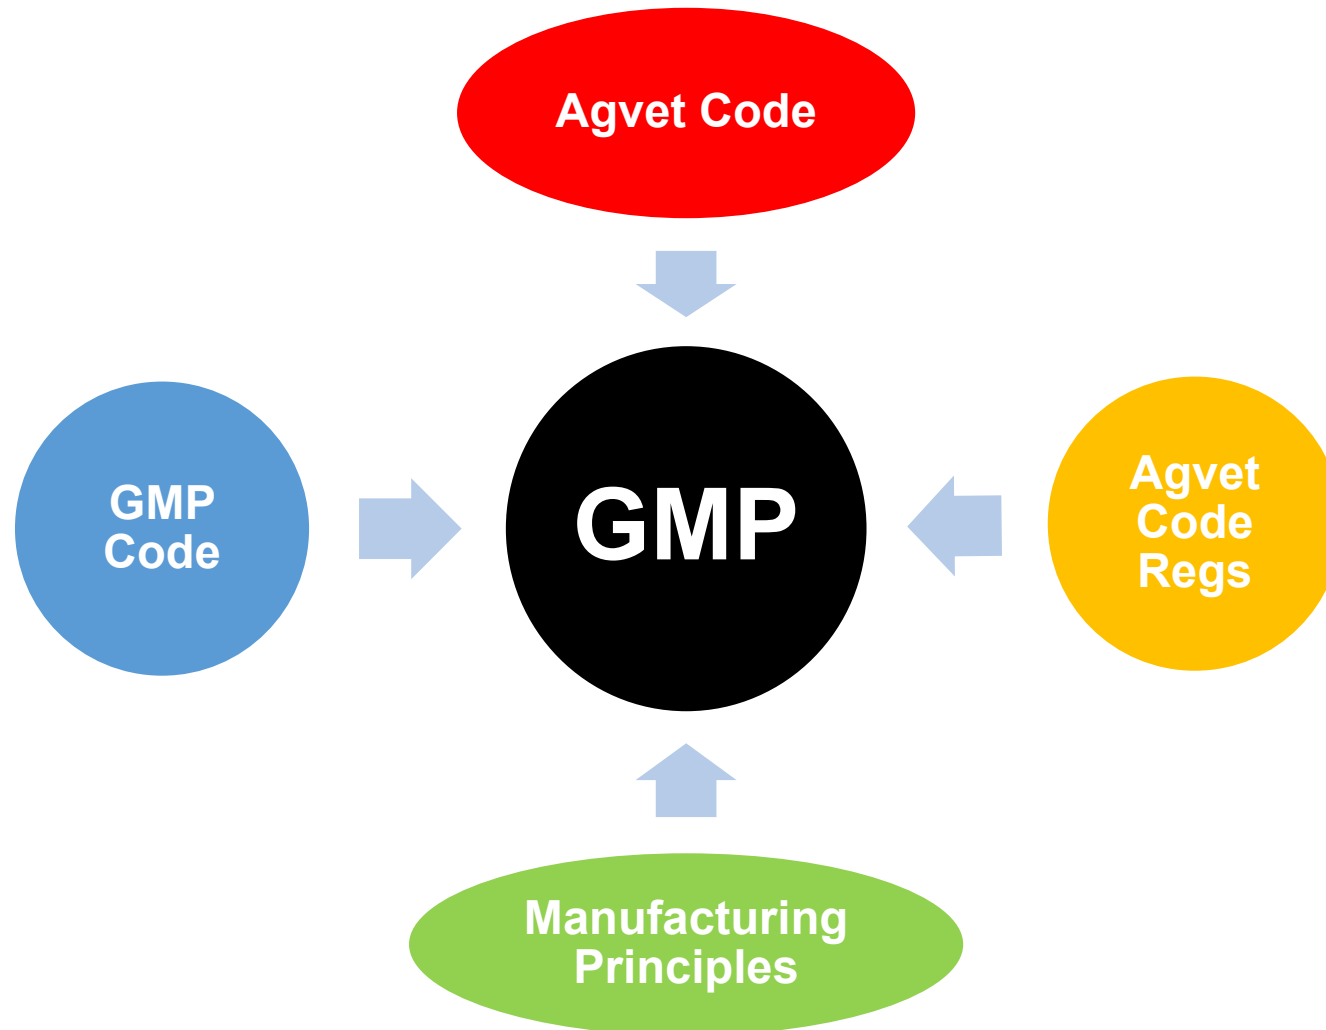 Agvet Code
GMP
Code
GMP
Agvet
Code
Regs
Manufacturing
Principles